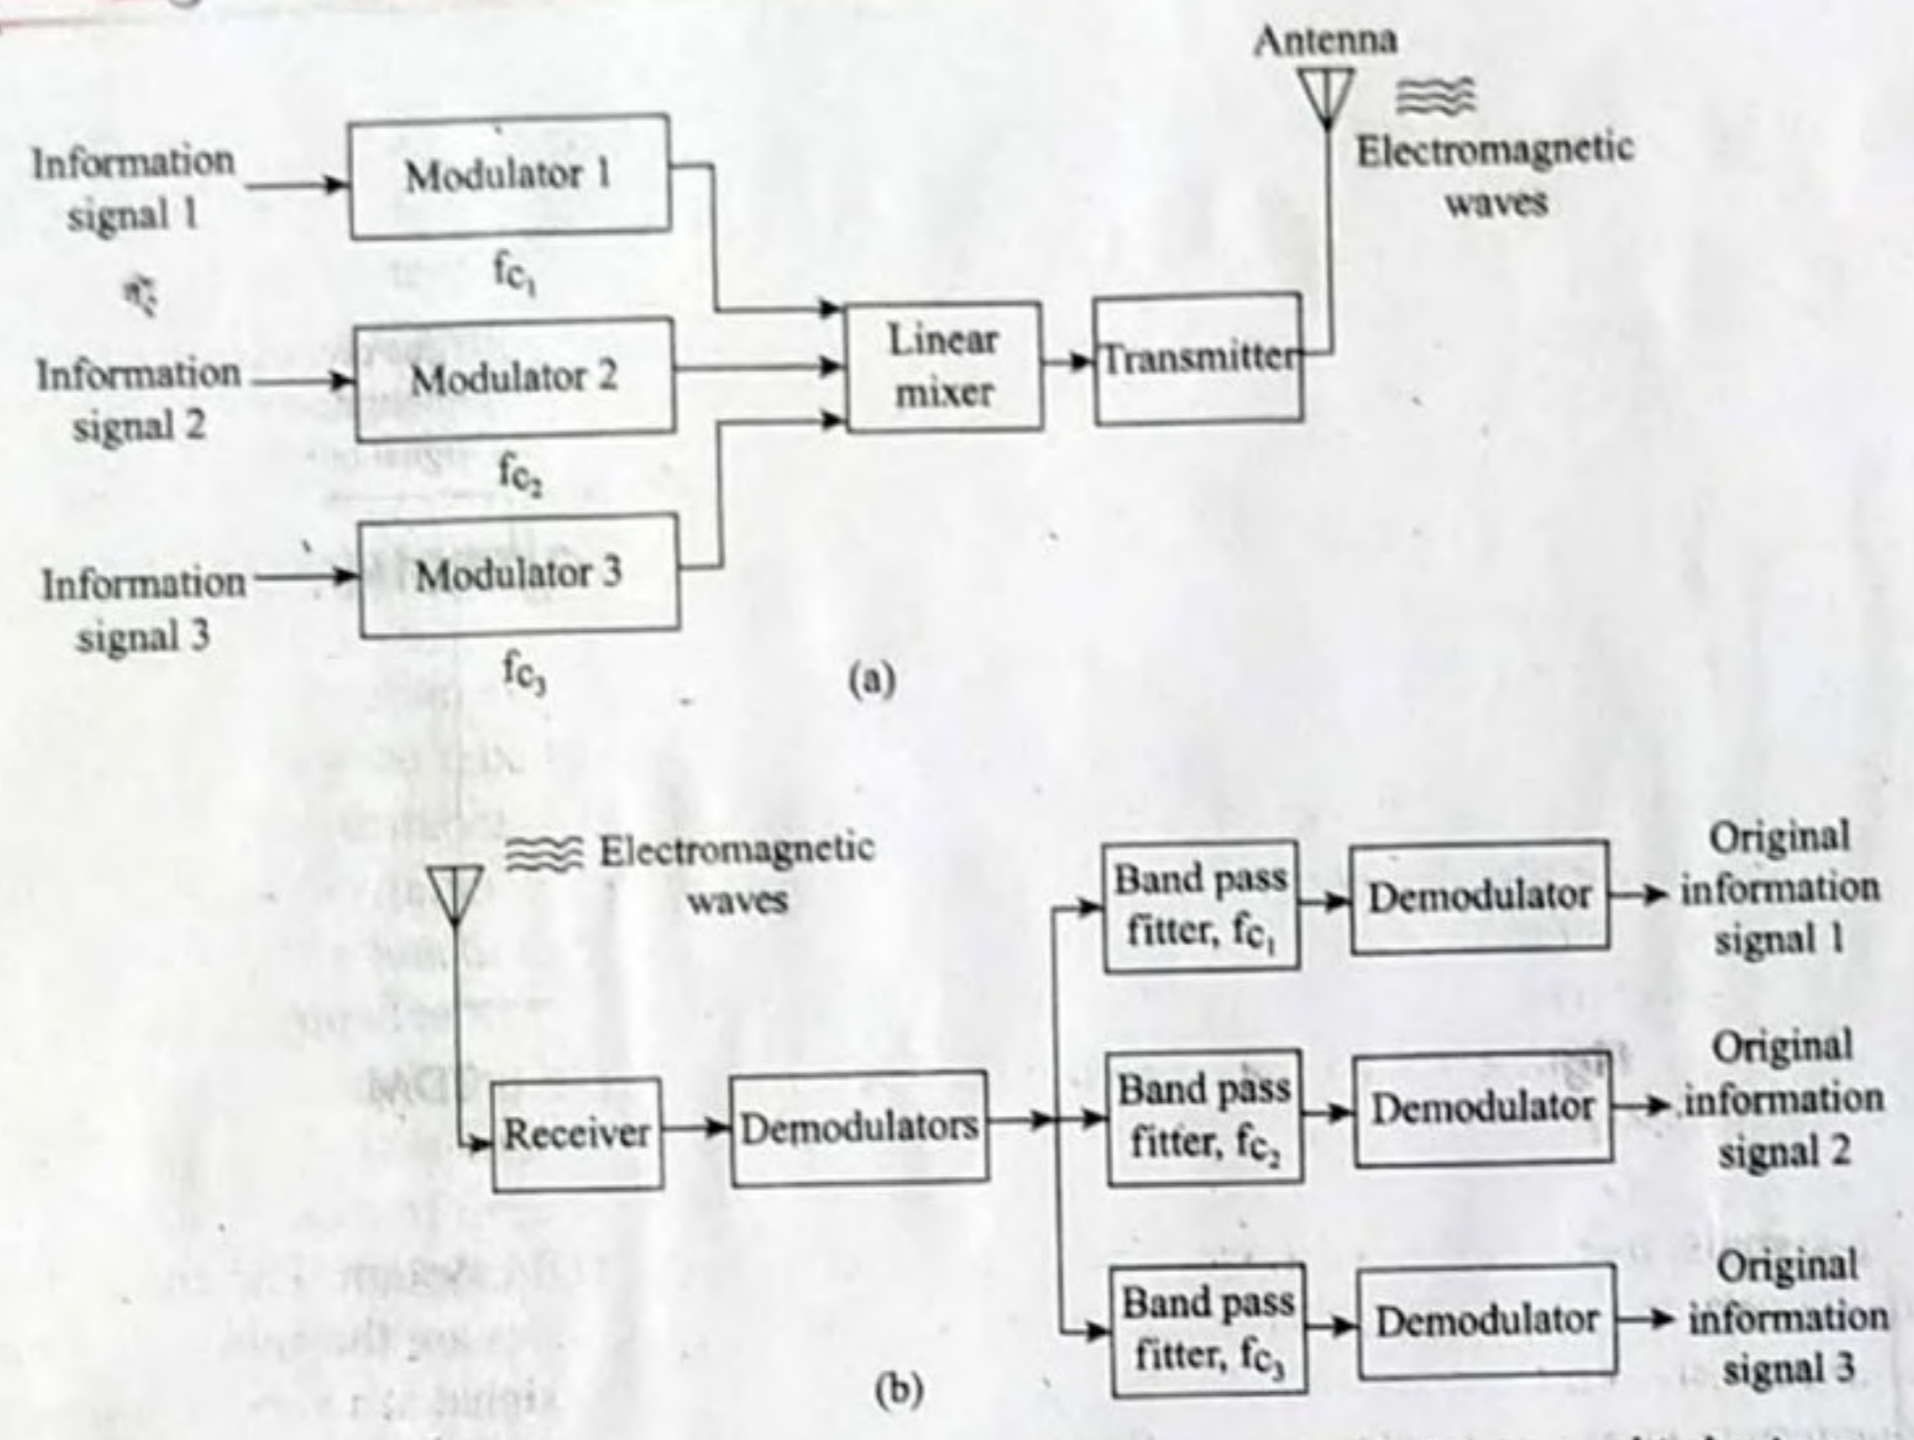 Antenna
Electromagnetic
waves
Information
signal 1
Modulator 1
fc₁
Information
signal 2
Modulator 2
fc₂
Linear
mixer
Transmitter
Information
signal 3
Modulator 3
fc₃
(a)
Electromagnetic
waves
Receiver
Demodulators
Band pass
fitter, fc₁
Demodulator
Original
information
signal 1
Band pass
fitter, fc₂
Demodulator
Original
information
signal 2
Band pass
fitter, fc₃
Demodulator
Original
information
signal 3
(b)